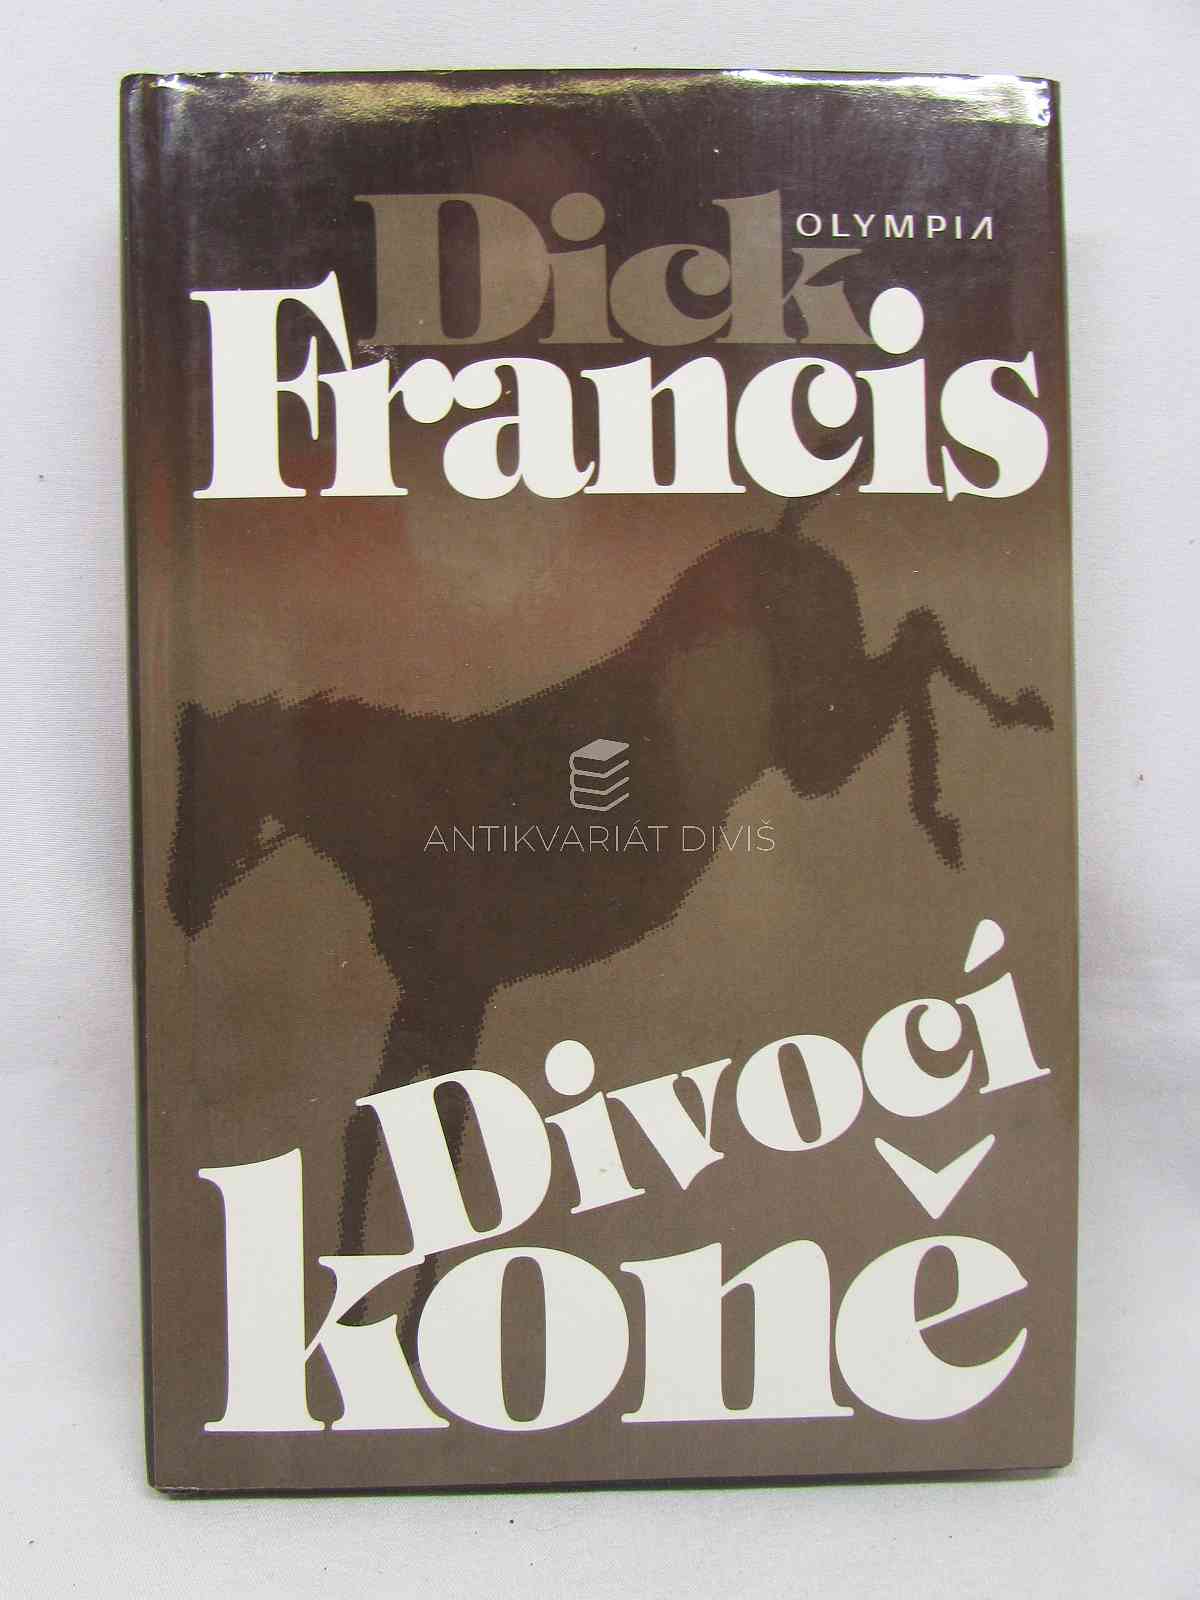 Dick
OLYMPIA
Francis
ANTIKVARIÁT DIVIŠ
Divocí
koně